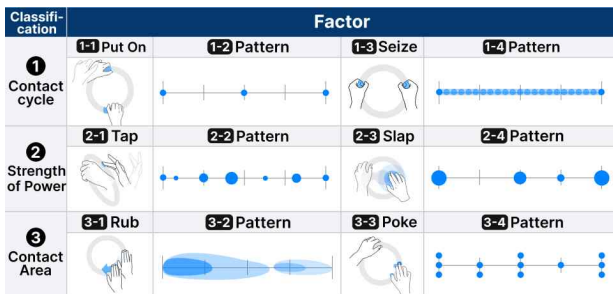 Classifi-
cation
Factor
1-1 Put On
1-2 Pattern
1-3 Seize
1-4 Pattern
1
Contact
cycle
2-1 Tap
2-2 Pattern
2-3 Slap
2-4 Pattern
2
Strength
of Power
3-1 Rub
3-2 Pattern
3-3 Poke
3-4 Pattern
3
Contact
Area